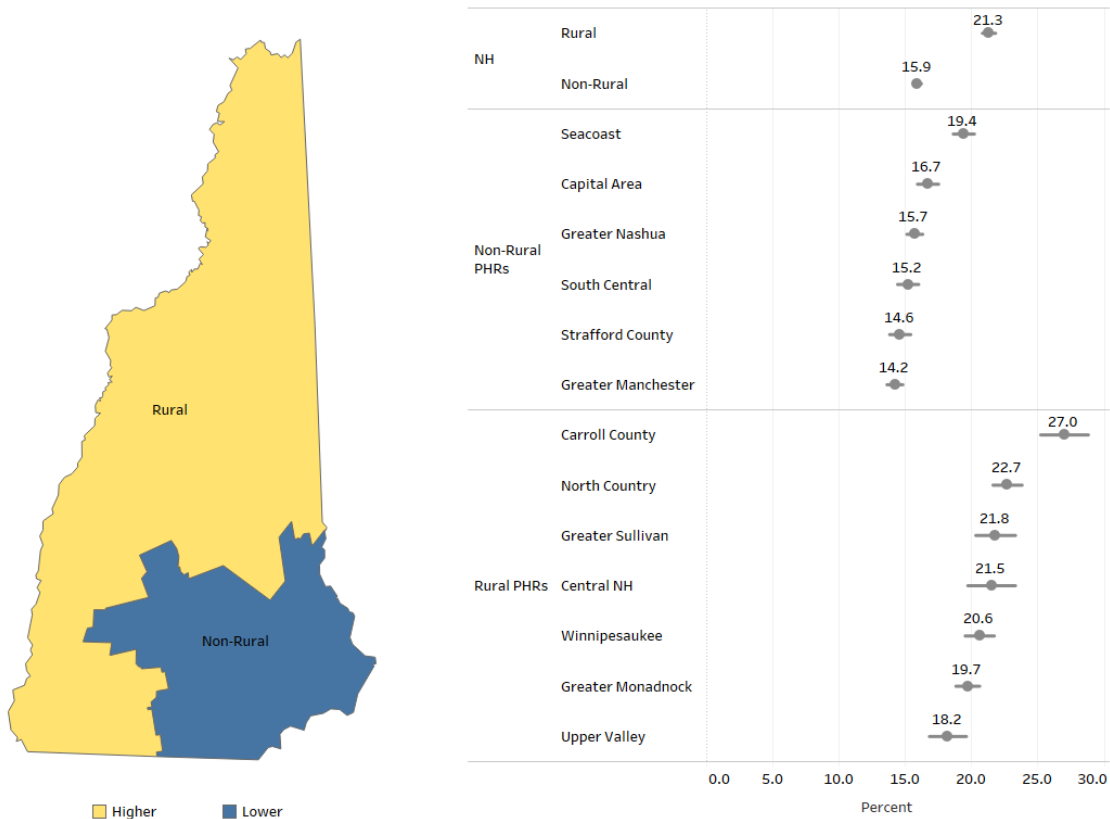 Rural
Non-Rural
Higher
Lower
NH
Rural
21.3
Non-Rural
15.9
Non-Rural
PHRs
Seacoast
19.4
Capital Area
16.7
Greater Nashua
15.7
South Central
15.2
Strafford County
14.6
Greater Manchester
14.2
Rural PHRs
Carroll County
27.0
North Country
22.7
Greater Sullivan
21.8
Central NH
21.5
Winnipesaukee
20.6
Greater Monadnock
19.7
Upper Valley
18.2
0.0 5.0 10.0 15.0 20.0 25.0 30.0
Percent